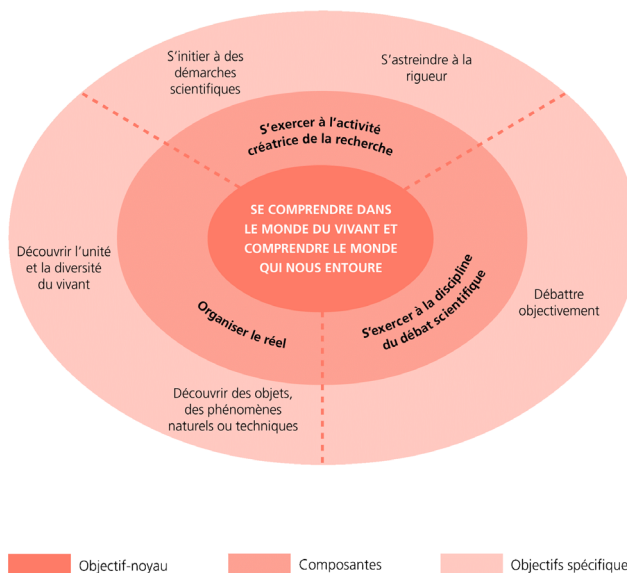 S'initier à des
démarches
scientifiques
S'astreindre à la
rigueur
S'exercer à l'activité
créatrice de la recherche
SE COMPRENDRE DANS
LE MONDE DU VIVANT ET
COMPRENDRE LE MONDE
QUI NOUS ENTOURE
Découvrir l'unité
et la diversité
du vivant
Organiser le réel
S'exercer à la discipline
du débat scientifique
Débattre
objectivement
Découvrir des objets,
des phénomènes
naturels ou techniques
Objectif-noyau
Composantes
Objectifs spécifique